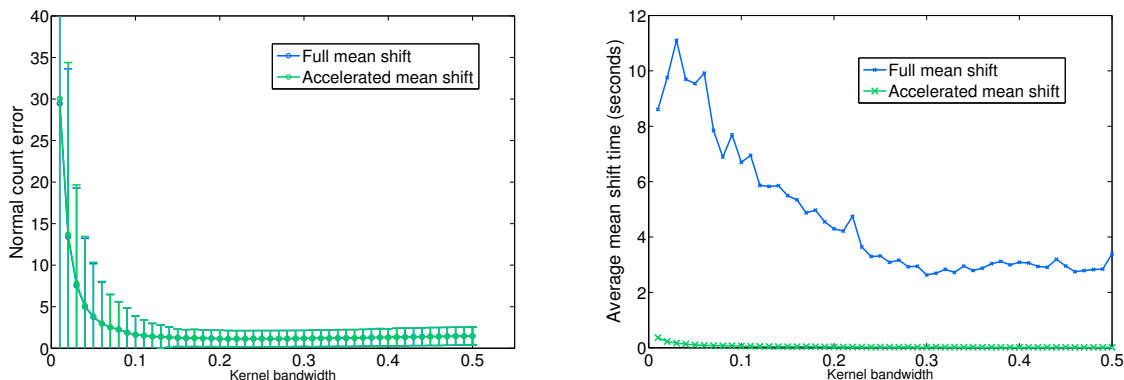 40
35
30
25
20
15
10
5
0
Normal count error
Full mean shift
Accelerated mean shift
0 0.1 0.2 0.3 0.4 0.5
Kernel bandwidth
12
10
8
6
4
2
0
Average mean shift time (seconds)
Full mean shift
Accelerated mean shift
0 0.1 0.2 0.3 0.4 0.5
Kernel bandwidth